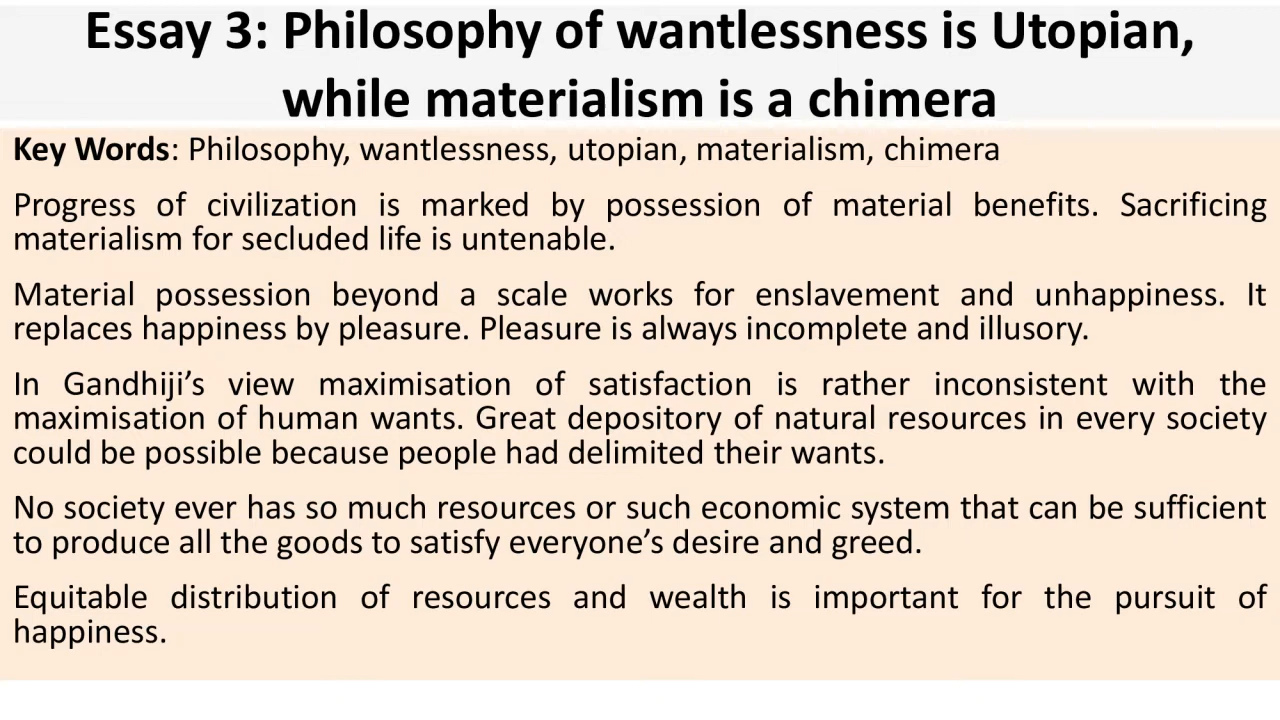 Essay 3: Philosophy of wantlessness is Utopian,
while materialism is a chimera
Key Words: Philosophy, wantlessness, utopian, materialism, chimera
Progress of civilization is marked by possession of material benefits. Sacrificing
materialism for secluded life is untenable.
Material possession beyond a scale works for enslavement and unhappiness. It
replaces happiness by pleasure. Pleasure is always incomplete and illusory.
In Gandhiji’s view maximisation of satisfaction is rather inconsistent with the
maximisation of human wants. Great depository of natural resources in every society
could be possible because people had delimited their wants.
No society ever has so much resources or such economic system that can be sufficient
to produce all the goods to satisfy everyone’s desire and greed.
Equitable distribution of resources and wealth is important for the pursuit of
happiness.